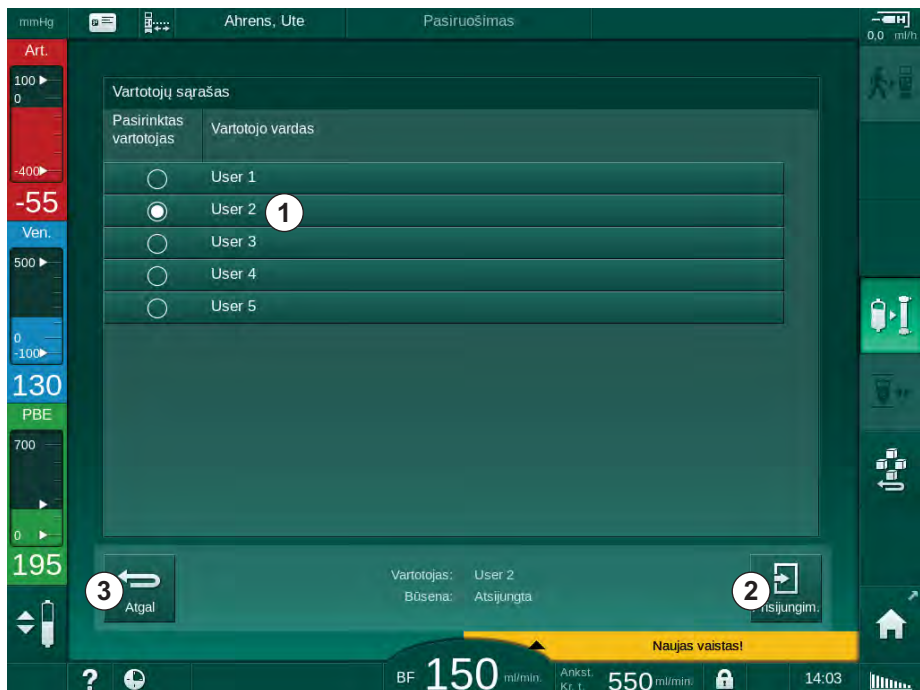 mmHg
Ahrens, Ute
Pasiruošimas
0,0 ml/h
Art.
100
0
-400
-55
Ven.
500
0
-100
130
PBE
700
0
195
Vartotojų sąrašas
Pasirinktas vartotojas
Vartotojo vardas
User 1
User 2
1
User 3
User 4
User 5
3
Atgal
Vartotojas: User 2
Būsena: Atsijungta
2
Naujas vaistas!
?
BF 150 ml/min.
Ankst. Kr. t. 550 ml/min.
14:03